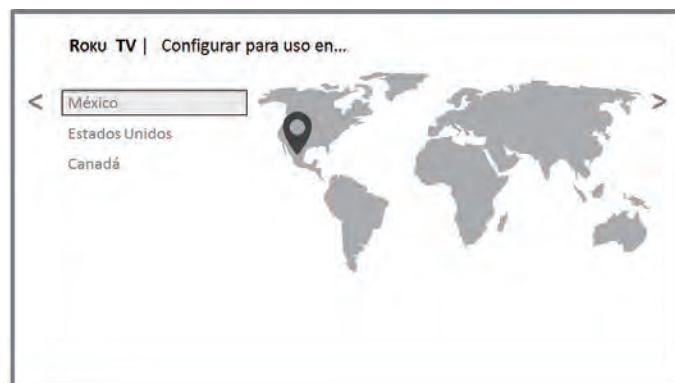 ROKU TV | Configurar para uso en...
< México >
Estados Unidos
Canadá